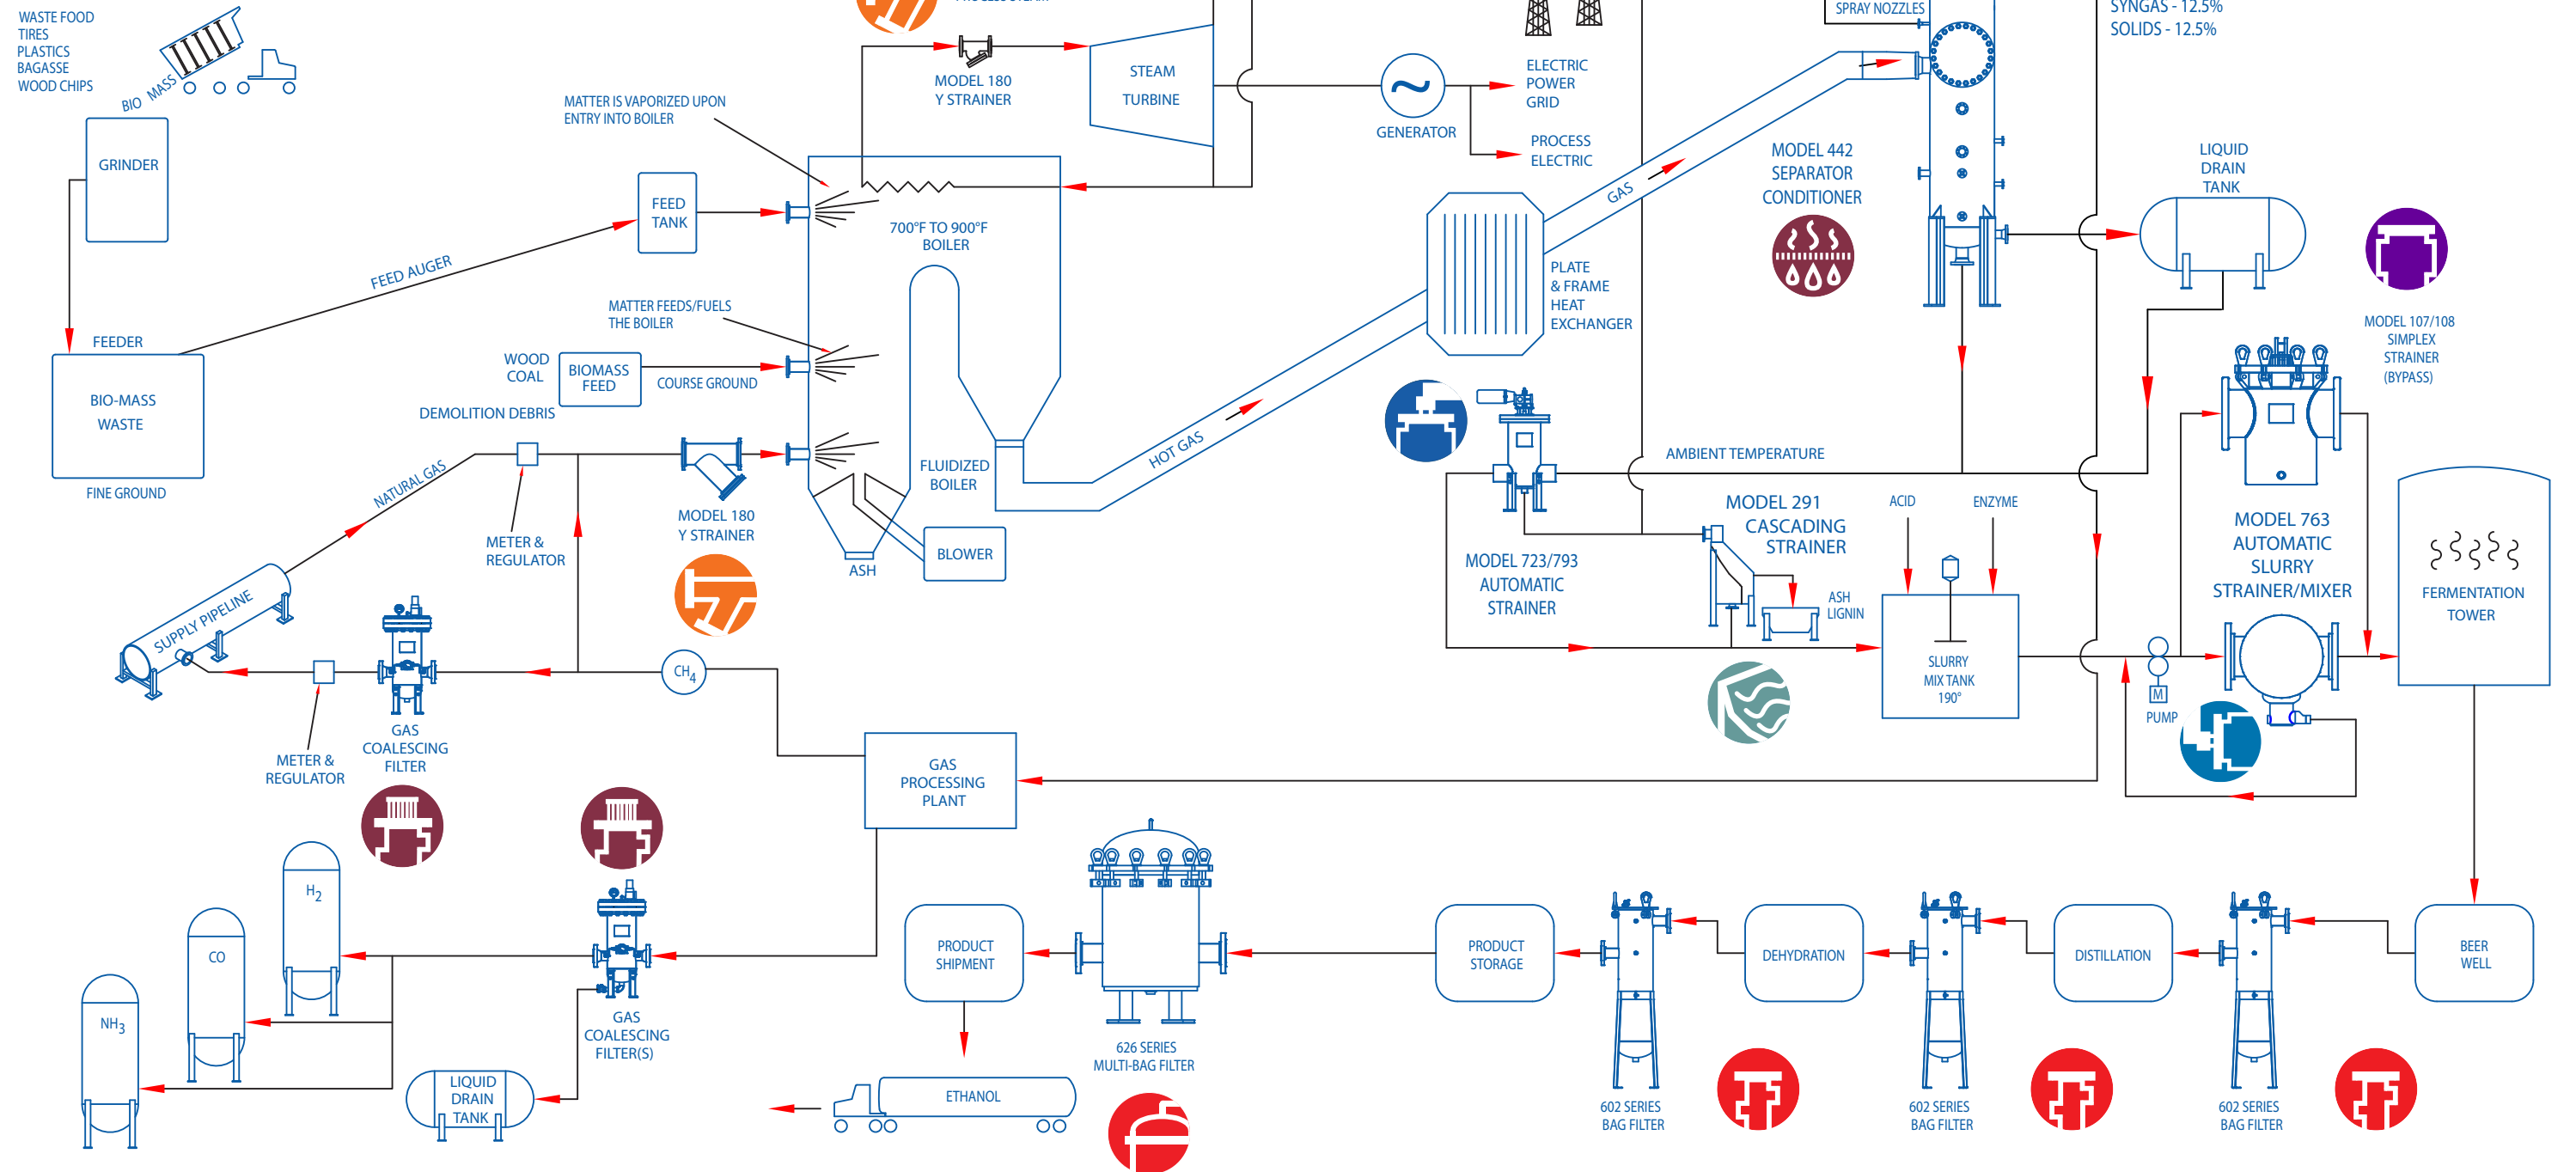 WASTE FOOD
TIRES
PLASTICS
BAGASSE
WOOD CHIPS
BIO MASS
GRINDER
FEEDER
BIO-MASS
WASTE
FINE GROUND
FEED AUGER
FEED
TANK
MATTER IS VAPORIZED UPON
ENTRY INTO BOILER
MODEL 180
Y STRAINER
STEAM
TURBINE
GENERATOR
ELECTRIC
POWER
GRID
PROCESS
ELECTRIC
SPRAY NOZZLES
SYNGAS - 12.5%
SOLIDS - 12.5%
700°F TO 900°F
BOILER
MATTER FEEDS/FUELS
THE BOILER
WOOD
COAL
BIOMASS
FEED
COURSE GROUND
DEMOLITION DEBRIS
NATURAL GAS
METER &
REGULATOR
MODEL 180
Y STRAINER
FLUIDIZED
BOILER
BLOWER
ASH
HOT GAS
GAS
PLATE
& FRAME
HEAT
EXCHANGER
MODEL 442
SEPARATOR
CONDITIONER
LIQUID
DRAIN
TANK
MODEL 107/108
SIMPLEX
STRAINER
(BYPASS)
AMBIENT TEMPERATURE
MODEL 723/793
AUTOMATIC
STRAINER
MODEL 291
CASCADING
STRAINER
ASH
LIGNIN
ACID
ENZYME
SLURRY
MIX TANK
190°
M
PUMP
MODEL 763
AUTOMATIC
SLURRY
STRAINER/MIXER
FERMENTATION
TOWER
SUPPLY PIPELINE
METER &
REGULATOR
GAS
COALESCING
FILTER
CH4
GAS
PROCESSING
PLANT
H2
CO
NH3
GAS
COALESCING
FILTER(S)
LIQUID
DRAIN
TANK
PRODUCT
SHIPMENT
ETHANOL
626 SERIES
MULTI-BAG FILTER
PRODUCT
STORAGE
602 SERIES
BAG FILTER
DEHYDRATION
602 SERIES
BAG FILTER
DISTILLATION
602 SERIES
BAG FILTER
BEER
WELL